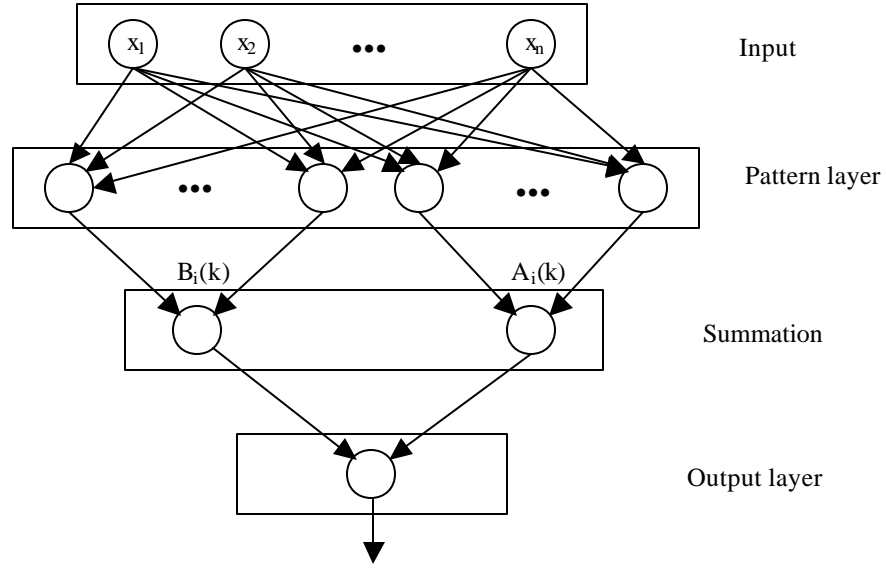 x₁ x₂ ••• xₙ Input
••• ••• Pattern layer
Bᵢ(k) Aᵢ(k)
Summation
Output layer